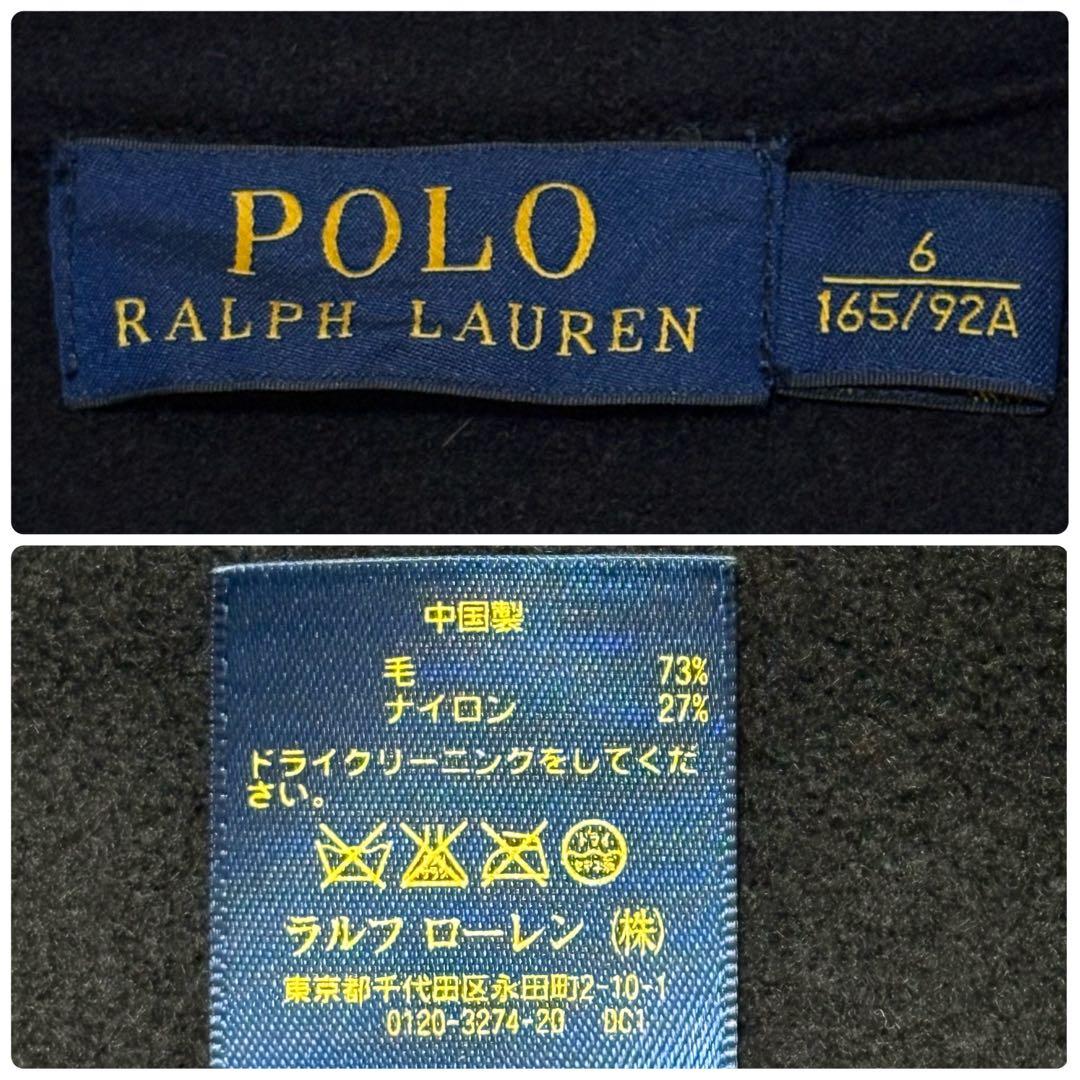 POLO
RALPH LAUREN
6
165/92A
中国製
毛 73%
ナイロン 27%
ドライクリーニングをしてくだ
さい。
ドライ
ラルフ ローレン (株)
東京都千代田区永田町2-10-1
0120-3274-20 DC1